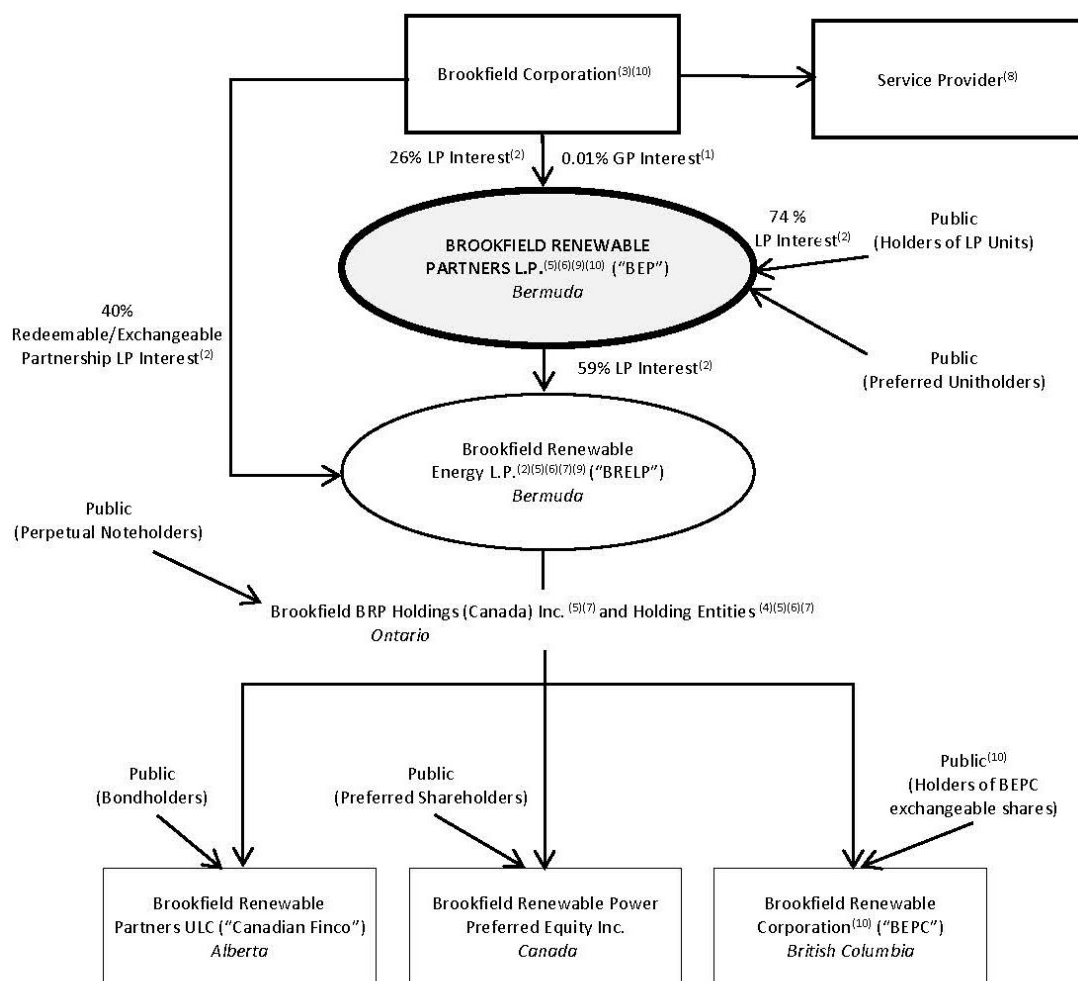 Brookfield Corporation(3)(10)
Service Provider(8)
26% LP Interest(2)
0.01% GP Interest(1)
BROOKFIELD RENEWABLE
PARTNERS L.P.(5)(6)(9)(10) (“BEP”)
Bermuda
74 %
LP Interest(2)
Public
(Holders of LP Units)
40%
Redeemable/Exchangeable
Partnership LP Interest(2)
Public
(Preferred Unitholders)
59% LP Interest(2)
Brookfield Renewable
Energy L.P.(2)(5)(6)(7)(9) (“BRELP”)
Bermuda
Public
(Perpetual Noteholders)
Brookfield BRP Holdings (Canada) Inc. (5)(7) and Holding Entities (4)(5)(6)(7)
Ontario
Public
(Bondholders)
Public
(Preferred Shareholders)
Public(10)
(Holders of BEPC
exchangeable shares)
Brookfield Renewable
Partners ULC (“Canadian Finco”)
Alberta
Brookfield Renewable Power
Preferred Equity Inc.
Canada
Brookfield Renewable
Corporation(10) (“BEPC”)
British Columbia